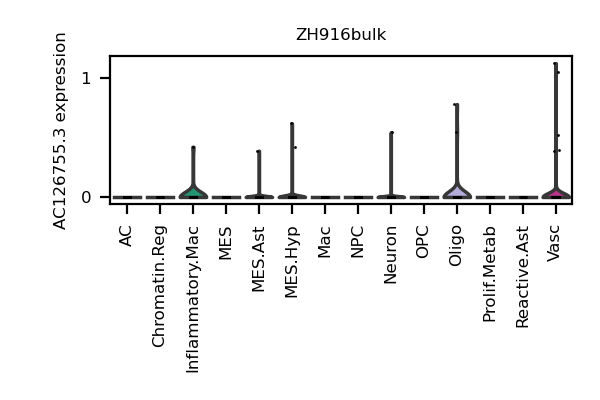 ZH916bulk
AC126755.3 expression
1
0
AC
Chromatin.Reg
Inflammatory.Mac
MES
MES.Ast
MES.Hyp
Mac
NPC
Neuron
OPC
Oligo
Prolif.Metab
Reactive.Ast
Vasc